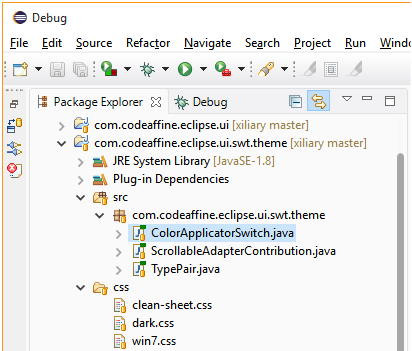 Debug
File Edit Source Refactor Navigate Search Project Run Window
Package Explorer Debug
com.codeaffine.eclipse.ui [xiliary master]
com.codeaffine.eclipse.ui.swt.theme [xiliary master]
JRE System Library [JavaSE-1.8]
Plug-in Dependencies
src
com.codeaffine.eclipse.ui.swt.theme
ColorApplicatorSwitch.java
ScrollableAdapterContribution.java
TypePair.java
css
clean-sheet.css
dark.css
win7.css